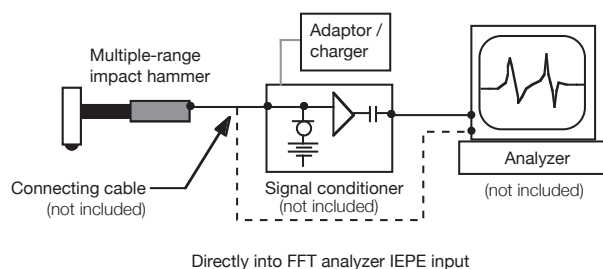 Adaptor /
charger
Multiple-range
impact hammer
Connecting cable
(not included)
Signal conditioner
(not included)
Analyzer
(not included)
Directly into FFT analyzer IEPE input